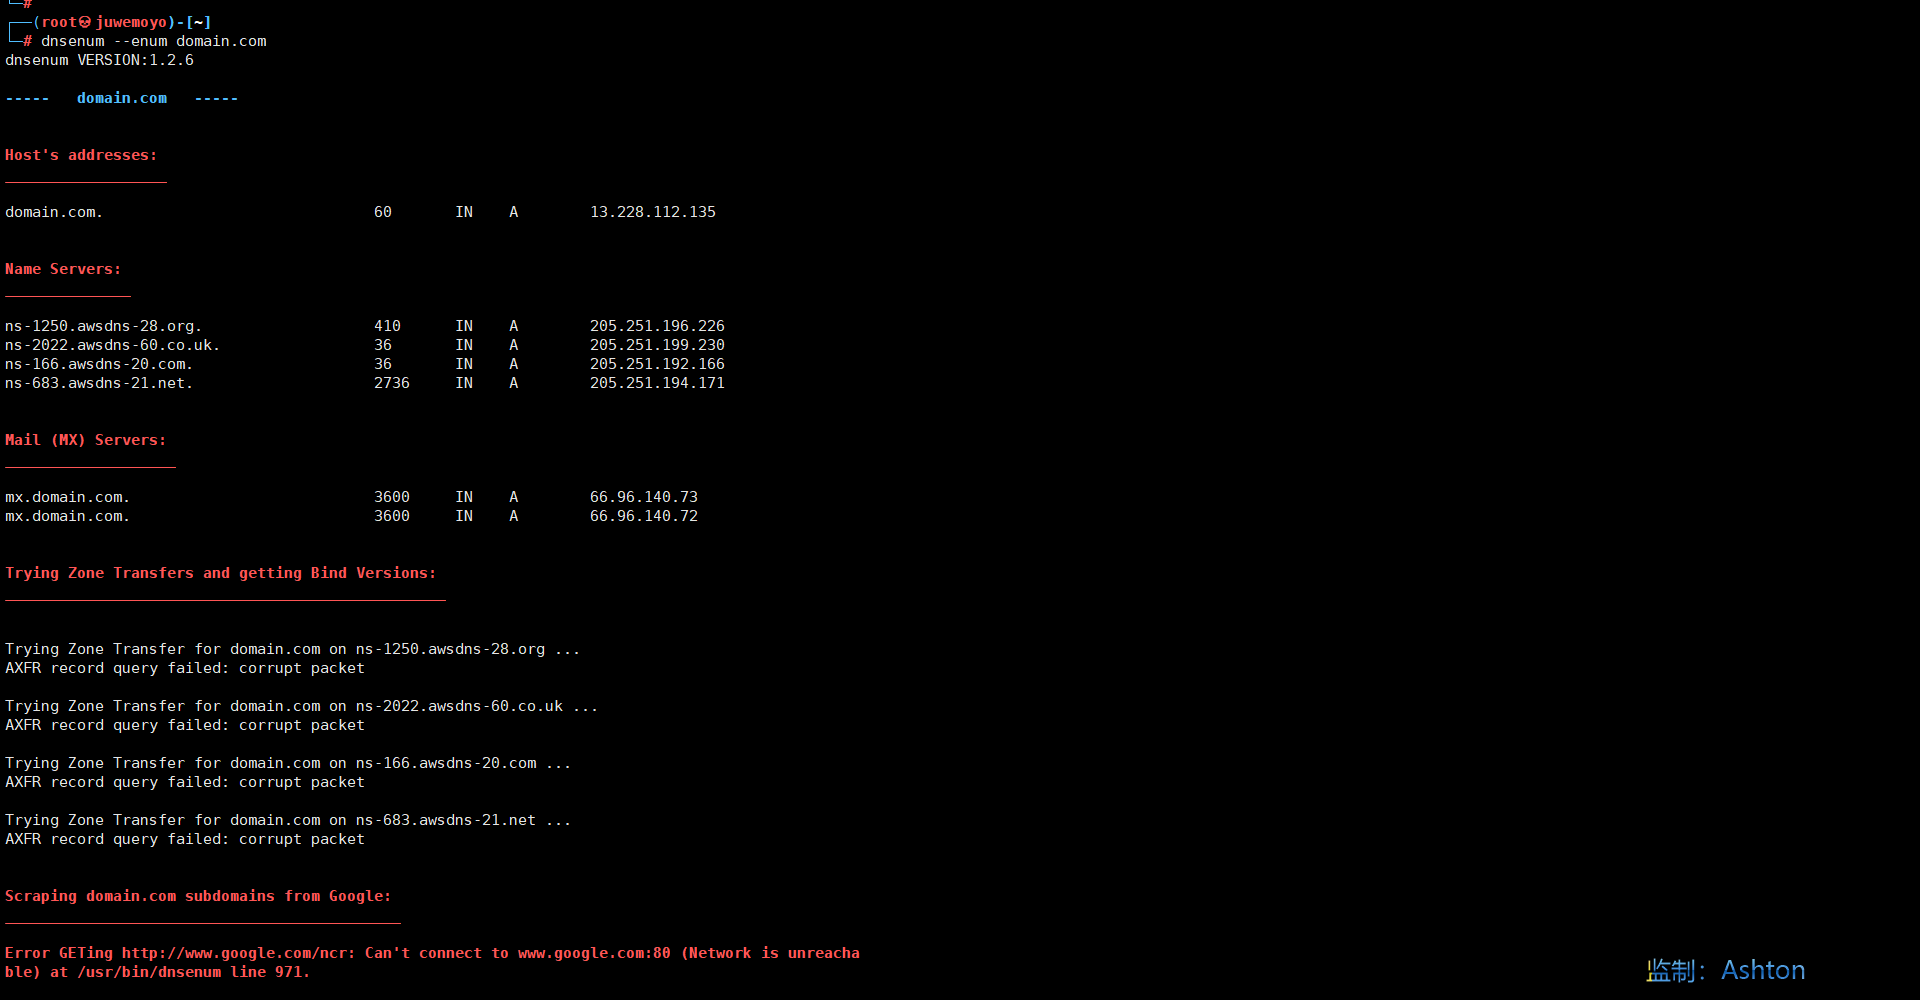 └─#
┌──(root㉿juwemoyo)-[~]
└─# dnsenum --enum domain.com
dnsenum VERSION:1.2.6
----- domain.com -----
Host's addresses:
__________________
domain.com. 60 IN A 13.228.112.135
Name Servers:
______________
ns-1250.awsdns-28.org. 410 IN A 205.251.196.226
ns-2022.awsdns-60.co.uk. 36 IN A 205.251.199.230
ns-166.awsdns-20.com. 36 IN A 205.251.192.166
ns-683.awsdns-21.net. 2736 IN A 205.251.194.171
Mail (MX) Servers:
___________________
mx.domain.com. 3600 IN A 66.96.140.73
mx.domain.com. 3600 IN A 66.96.140.72
Trying Zone Transfers and getting Bind Versions:
_________________________________________________
Trying Zone Transfer for domain.com on ns-1250.awsdns-28.org ...
AXFR record query failed: corrupt packet
Trying Zone Transfer for domain.com on ns-2022.awsdns-60.co.uk ...
AXFR record query failed: corrupt packet
Trying Zone Transfer for domain.com on ns-166.awsdns-20.com ...
AXFR record query failed: corrupt packet
Trying Zone Transfer for domain.com on ns-683.awsdns-21.net ...
AXFR record query failed: corrupt packet
Scraping domain.com subdomains from Google:
____________________________________________
Error GETing http://www.google.com/ncr: Can't connect to www.google.com:80 (Network is unreacha
ble) at /usr/bin/dnsenum line 971.
监制：Ashton